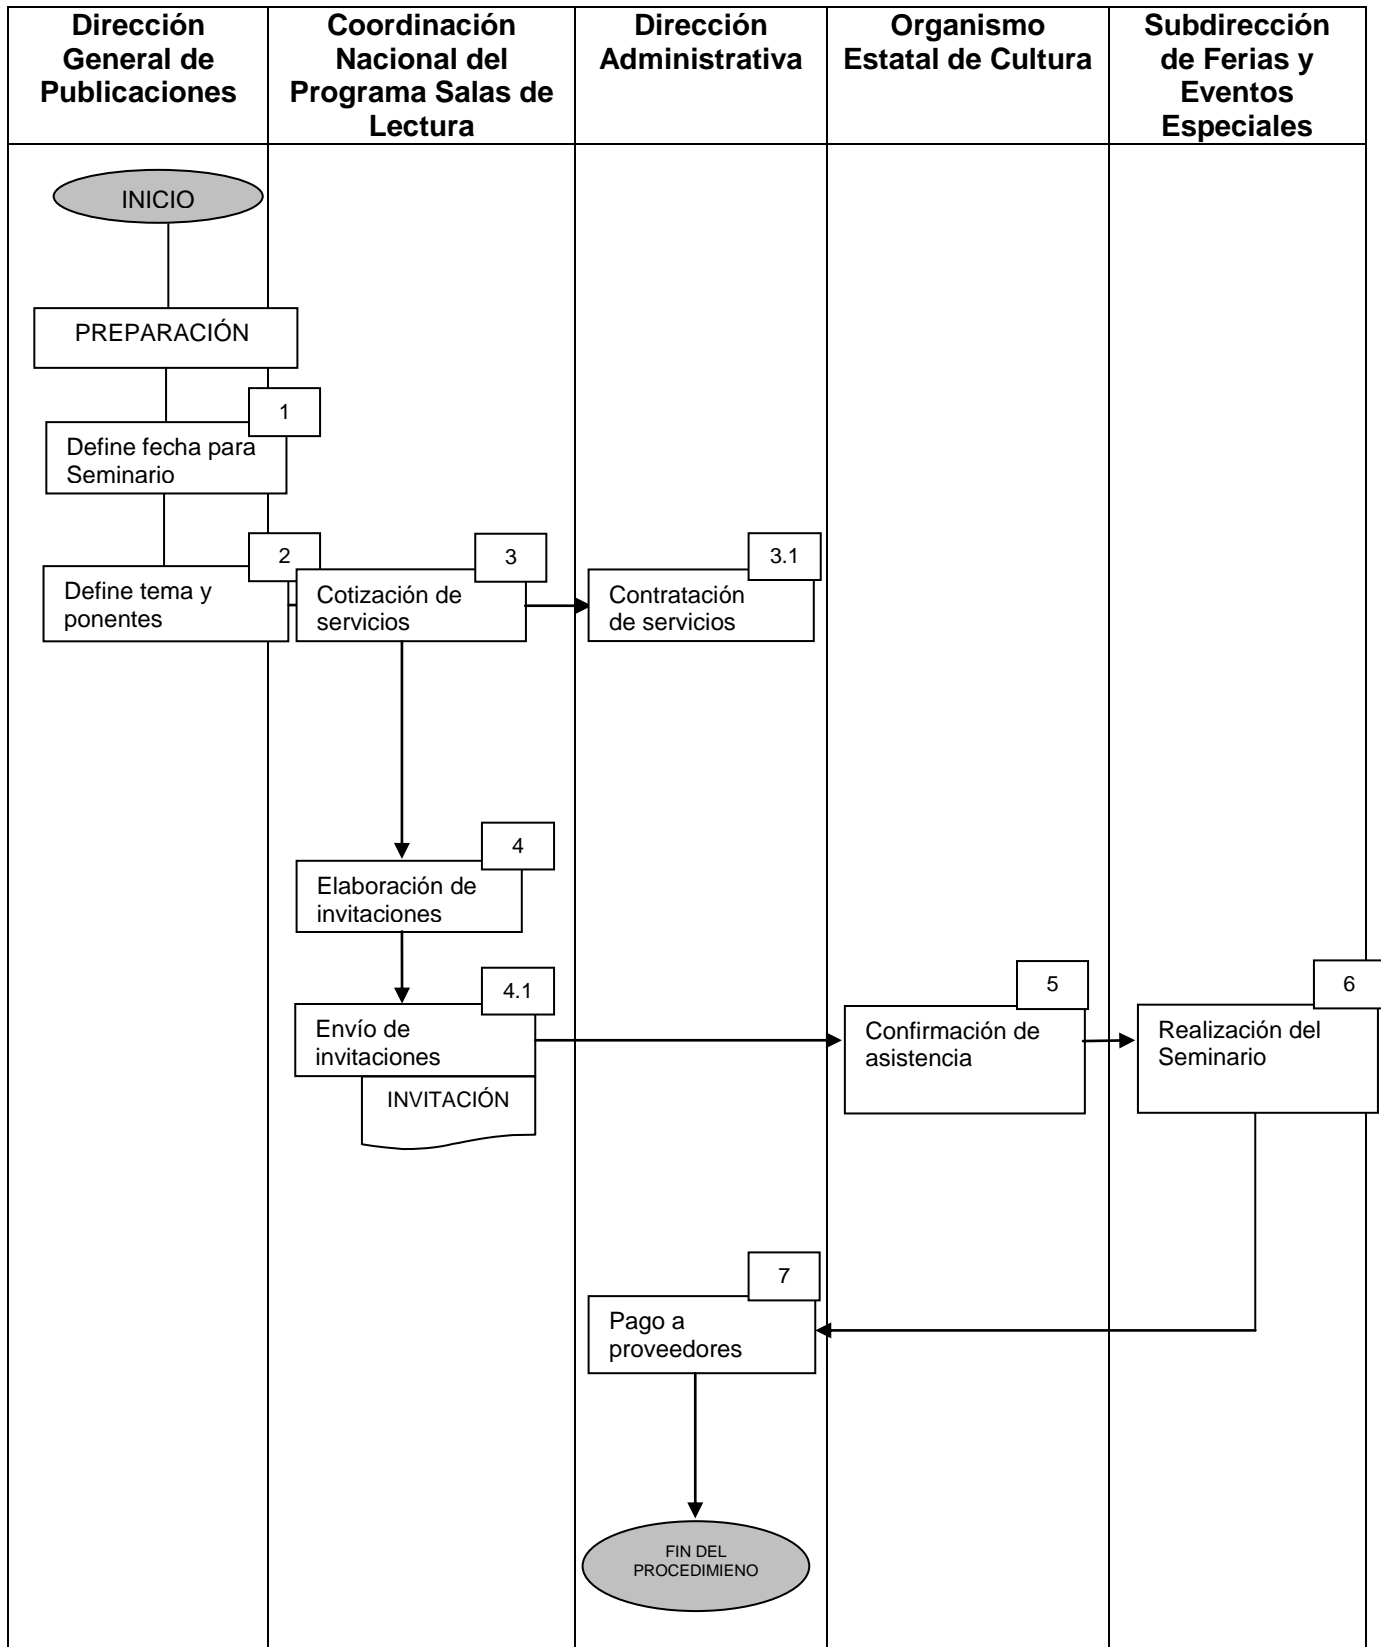 Dirección
General de
Publicaciones
Coordinación
Nacional del
Programa Salas de
Lectura
Dirección
Administrativa
Organismo
Estatal de Cultura
Subdirección
de Ferias y
Eventos
Especiales
INICIO
PREPARACIÓN
1
Define fecha para
Seminario
2
Define tema y
ponentes
3
Cotización de
servicios
3.1
Contratación
de servicios
4
Elaboración de
invitaciones
4.1
Envío de
invitaciones
INVITACIÓN
5
Confirmación de
asistencia
6
Realización del
Seminario
7
Pago a
proveedores
FIN DEL
PROCEDIMIENO